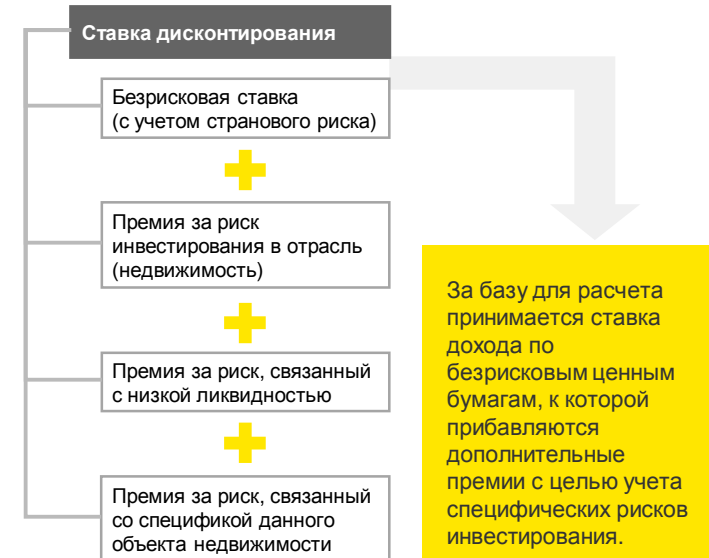 Ставка дисконтирования
Безрисковая ставка
(с учетом странового риска)
Премия за риск
инвестирования в отрасль
(недвижимость)
Премия за риск, связанный
с низкой ликвидностью
Премия за риск, связанный
со спецификой данного
объекта недвижимости
За базу для расчета
принимается ставка
дохода по
безрисковым ценным
бумагам, к которой
прибавляются
дополнительные
премии с целью учета
специфических рисков
инвестирования.